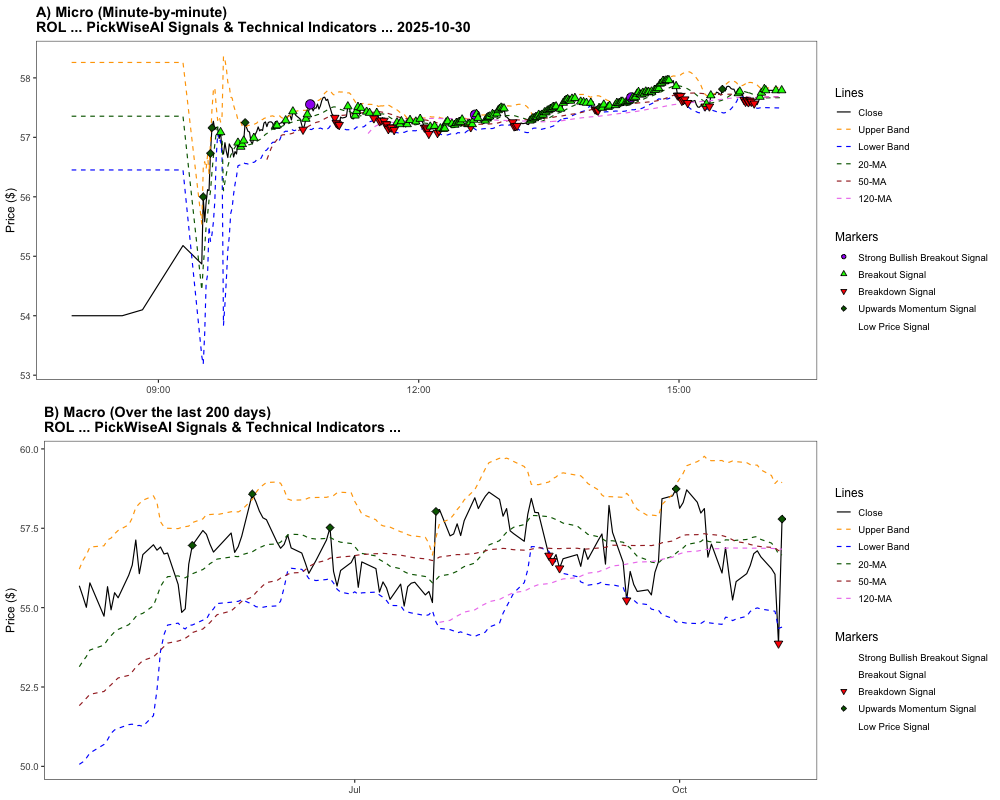 A) Micro (Minute-by-minute)
ROL ... PickWiseAI Signals & Technical Indicators ... 2025-10-30
58
57
56
55
54
53
Price ($)
09:00
12:00
15:00
Lines
Close
Upper Band
Lower Band
20-MA
50-MA
120-MA
Markers
Strong Bullish Breakout Signal
Breakout Signal
Breakdown Signal
Upwards Momentum Signal
Low Price Signal
B) Macro (Over the last 200 days)
ROL ... PickWiseAI Signals & Technical Indicators ...
60.0
57.5
55.0
52.5
50.0
Price ($)
Jul
Oct
Lines
Close
Upper Band
Lower Band
20-MA
50-MA
120-MA
Markers
Strong Bullish Breakout Signal
Breakout Signal
Breakdown Signal
Upwards Momentum Signal
Low Price Signal